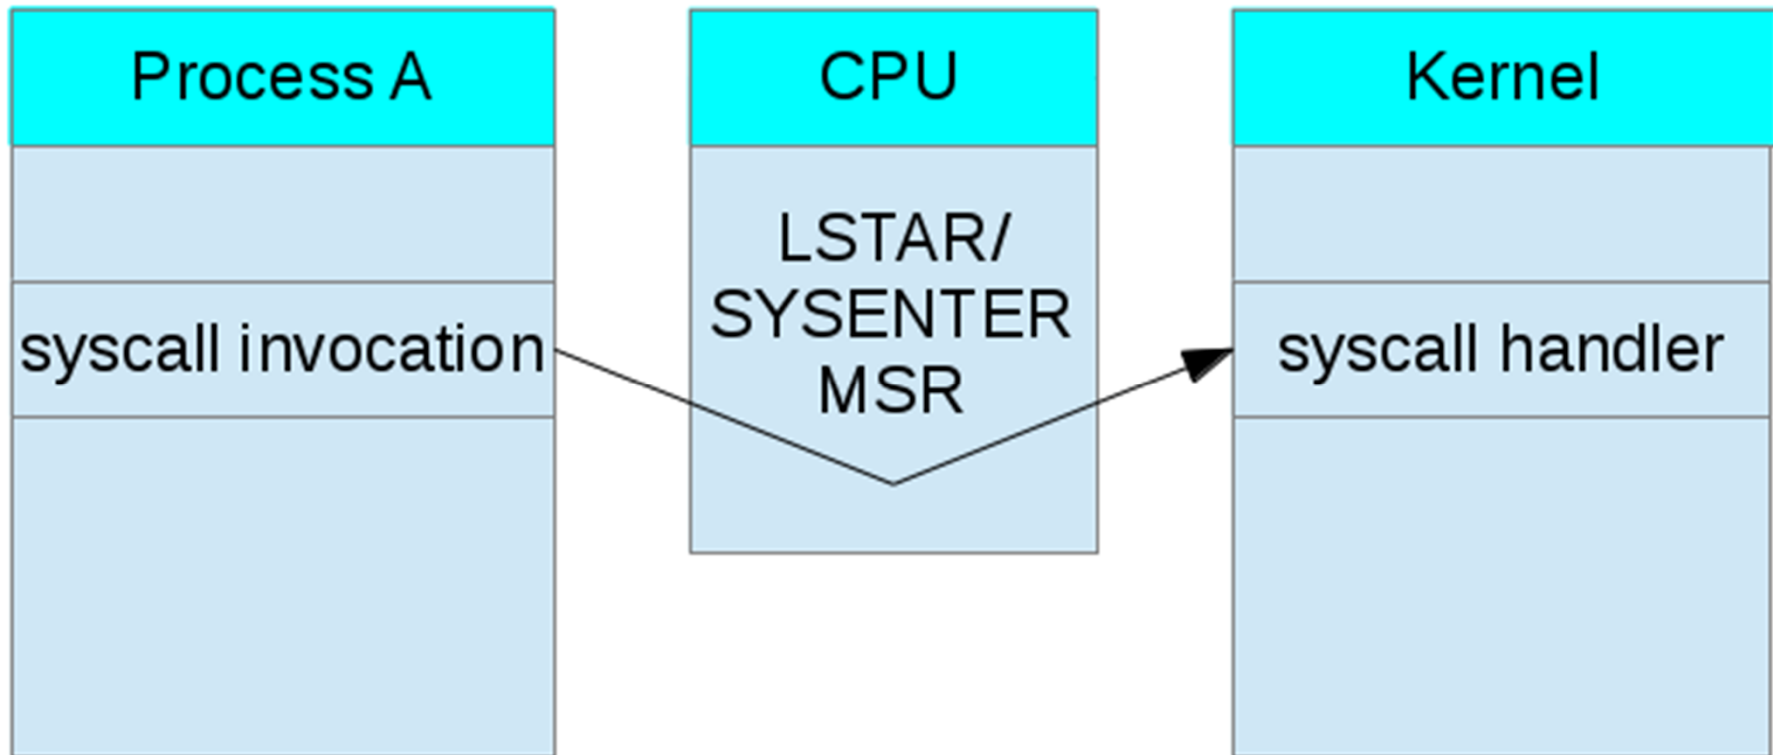 Process A
CPU
Kernel
LSTAR/
SYSENTER
MSR
syscall invocation
syscall handler